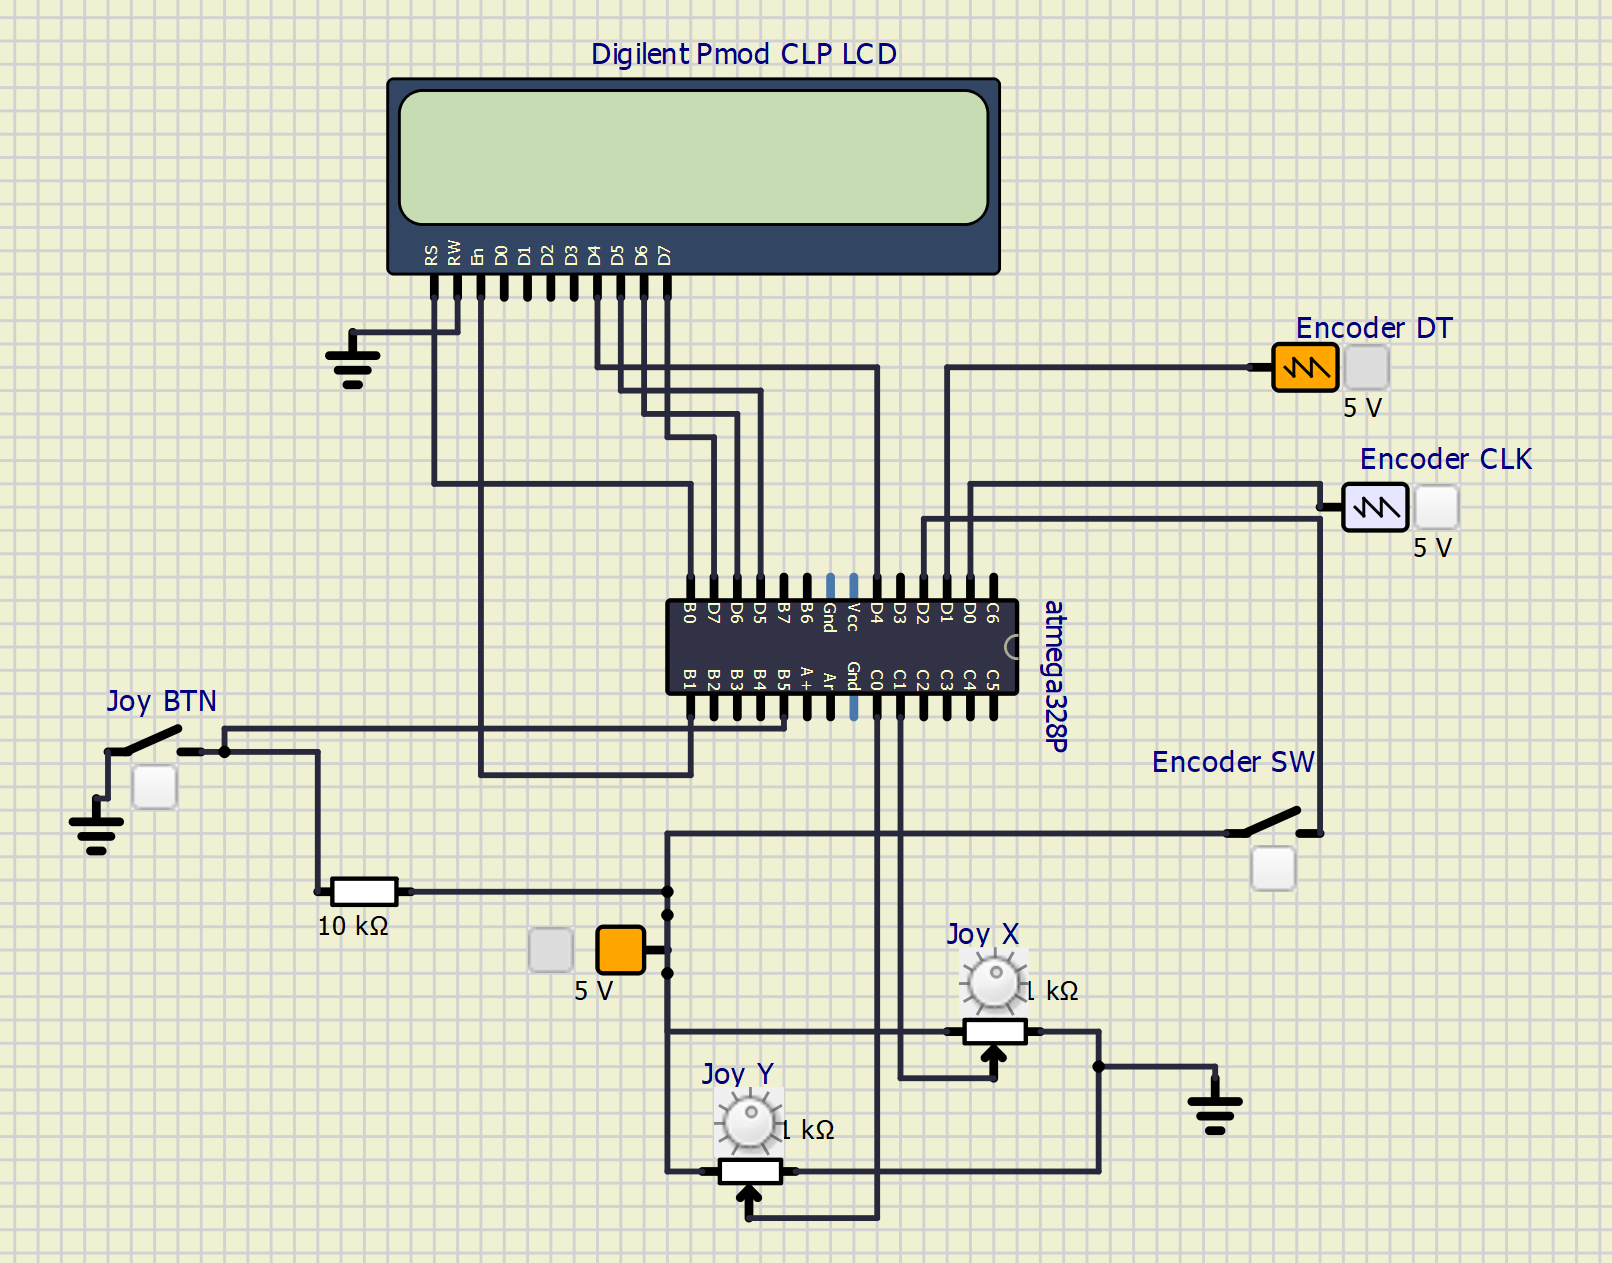 Digilent Pmod CLP LCD
RS RW En D0 D1 D2 D3 D4 D5 D6 D7
Encoder DT
5 V
Encoder CLK
5 V
B0 D7 D6 D5 B7 B6 Gnd Vcc D4 D3 D2 D1 D0 C6
atmega328P
B1 B2 B3 B4 B5 A+ Ar Gnd C0 C1 C2 C3 C4 C5
Joy BTN
Encoder SW
10 kΩ
5 V
Joy X
1 kΩ
Joy Y
1 kΩ